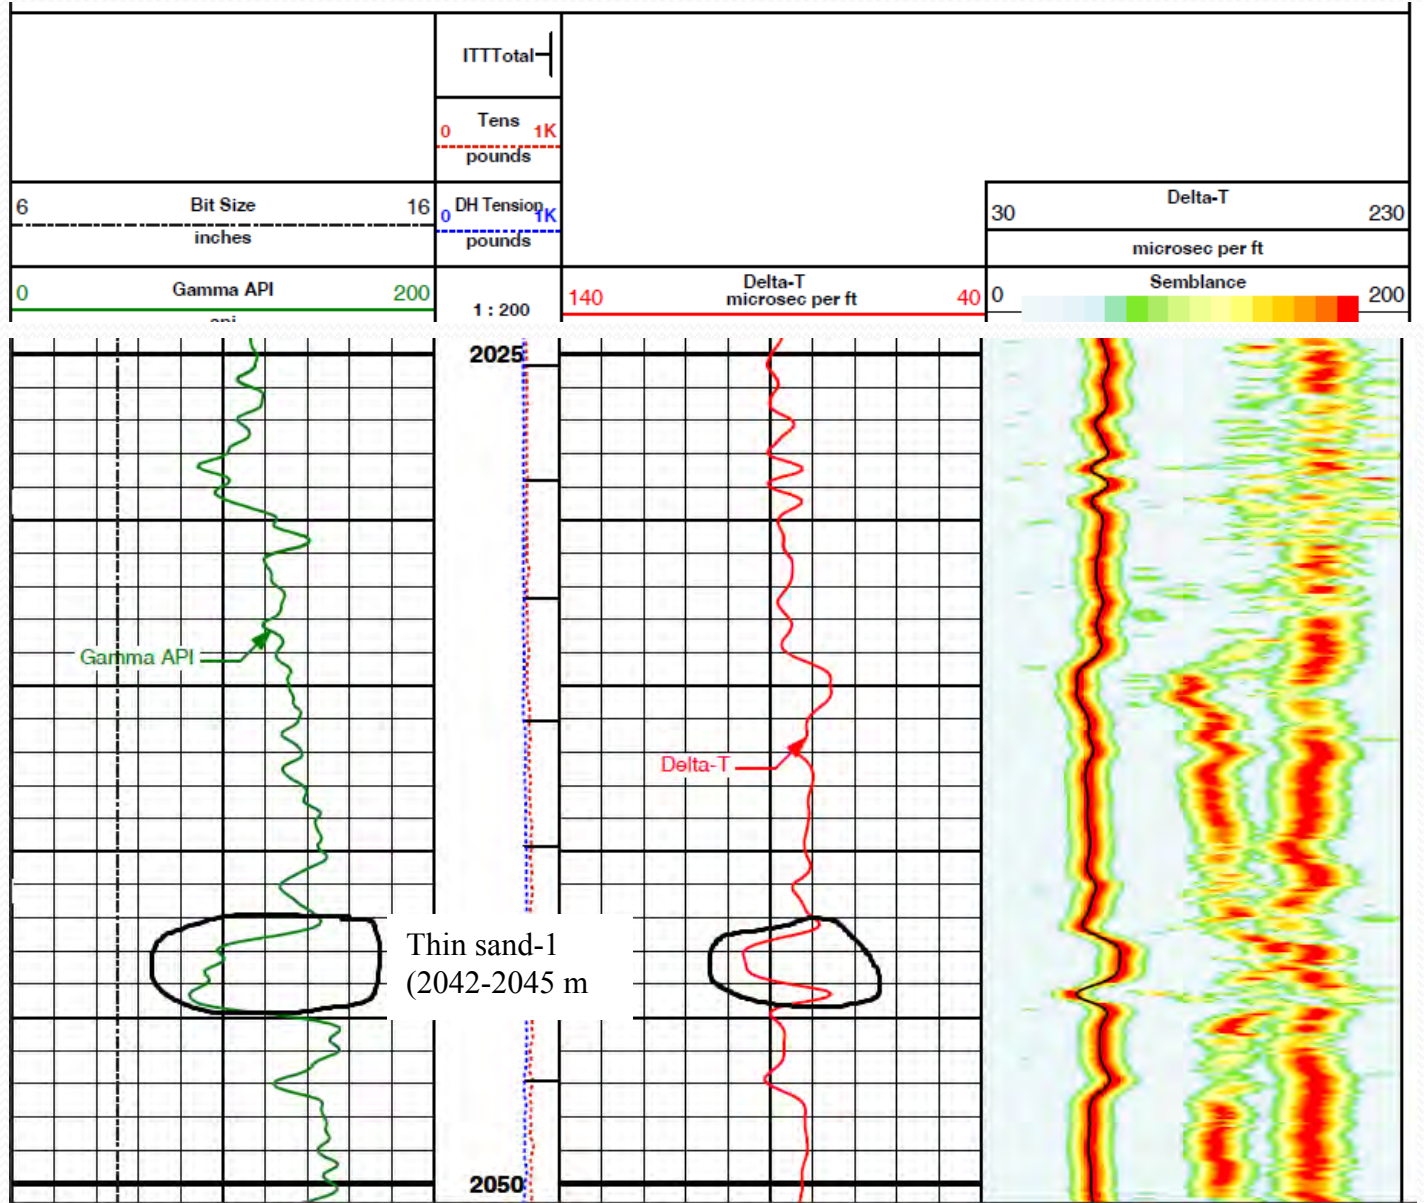 ITTTotal
Tens
0 1K
pounds
6 Bit Size 16
inches
DH Tension
0 1K
pounds
Delta-T
30 230
microsec per ft
0 Gamma API 200
1 : 200
Delta-T
140 microsec per ft 40
Semblance
0 200
2025
Gamma API
Delta-T
Thin sand-1
(2042-2045 m
2050